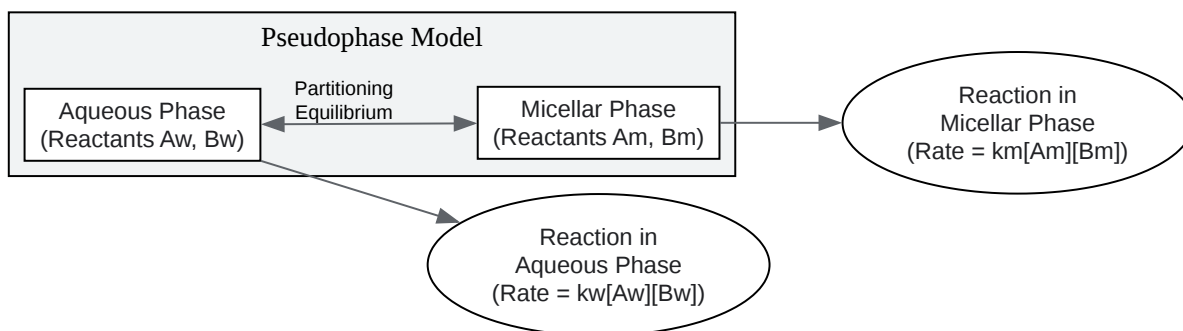 Pseudophase Model
Partitioning
Equilibrium
Aqueous Phase
(Reactants Aw, Bw)
Micellar Phase
(Reactants Am, Bm)
Reaction in
Micellar Phase
(Rate = km[Am][Bm])
Reaction in
Aqueous Phase
(Rate = kw[Aw][Bw])